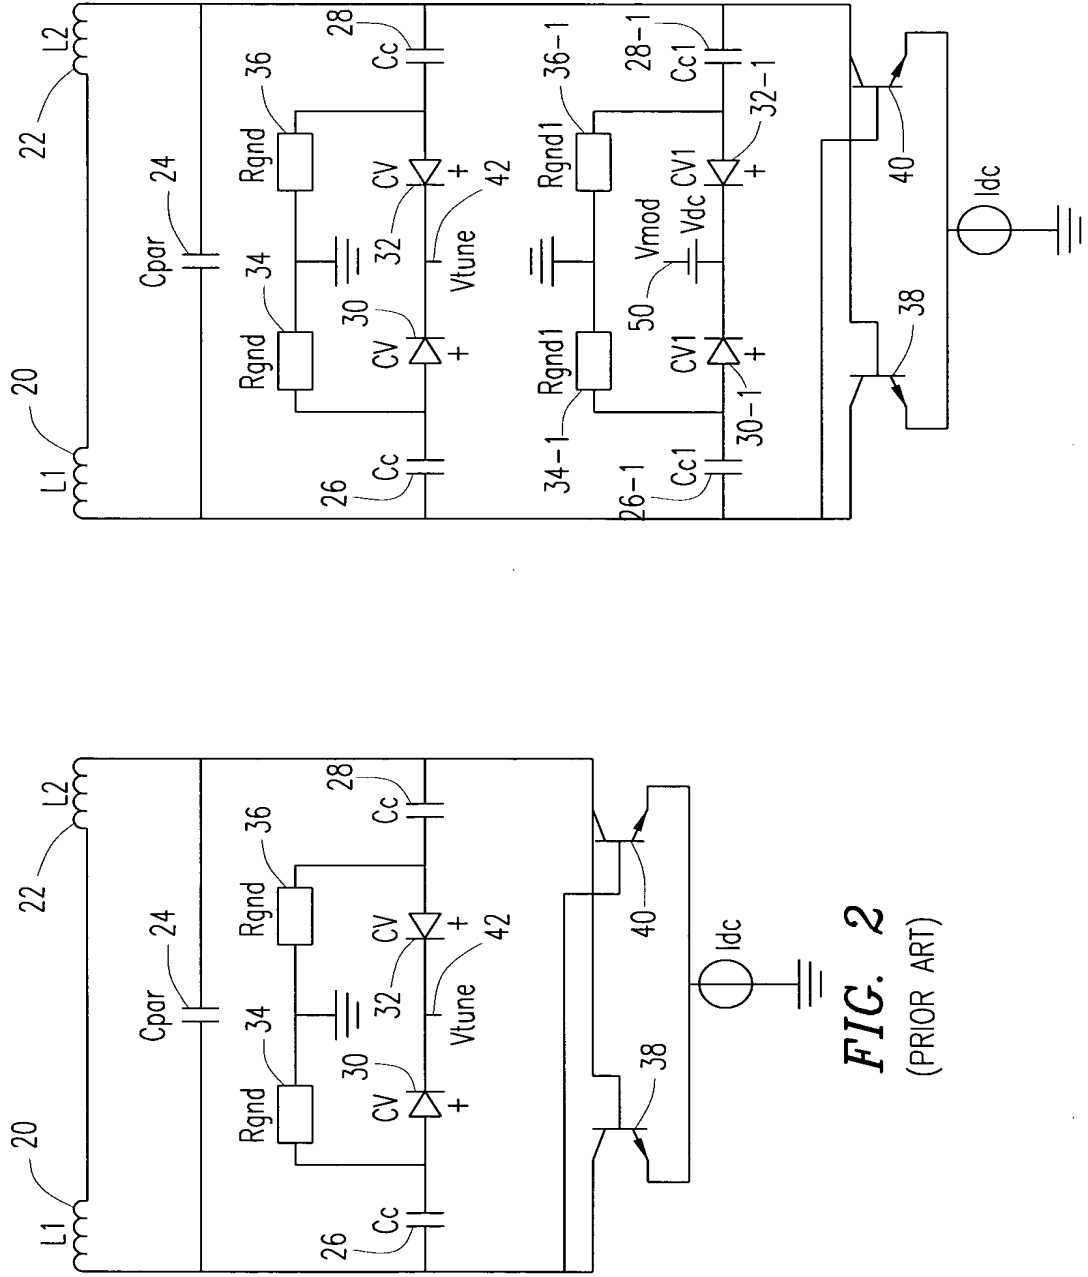 20
L1
22
L2
Cpar
24
34
Rgnd
36
Rgnd
30
CV
32
CV
+
+
Vtune
42
26
Cc
28
Cc
38
40
Idc
FIG. 2
(PRIOR ART)
20
L1
22
L2
Cpar
24
34
Rgnd
36
Rgnd
30
CV
32
CV
+
+
Vtune
42
26
Cc
28
Cc
34-1
Rgnd1
36-1
Rgnd1
50
Vmod
Vdc
CV1
30-1
CV1
32-1
+
+
26-1
Cc1
28-1
Cc1
38
40
Idc